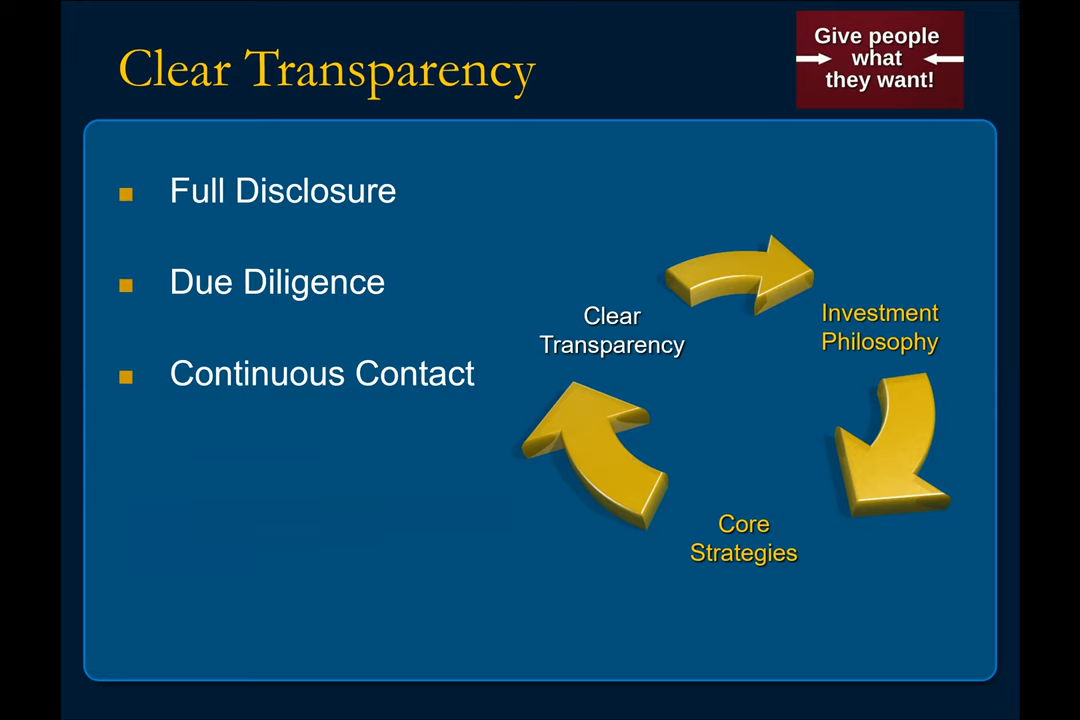 Clear Transparency
Give people
what
they want!
Full Disclosure
Due Diligence
Continuous Contact
Clear
Transparency
Investment
Philosophy
Core
Strategies